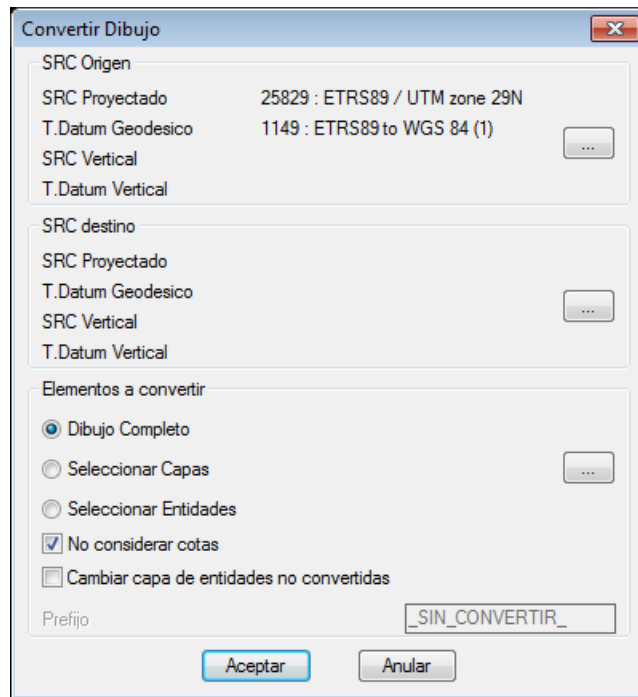 Convertir Dibujo
SRC Origen
SRC Proyectado 25829 : ETRS89 / UTM zone 29N
T.Datum Geodesico 1149 : ETRS89 to WGS 84 (1)
...
SRC Vertical
T.Datum Vertical
SRC destino
SRC Proyectado
T.Datum Geodesico
...
SRC Vertical
T.Datum Vertical
Elementos a convertir
Dibujo Completo
Seleccionar Capas ...
Seleccionar Entidades
No considerar cotas
Cambiar capa de entidades no convertidas
Prefijo _SIN_CONVERTIR_
Aceptar Anular